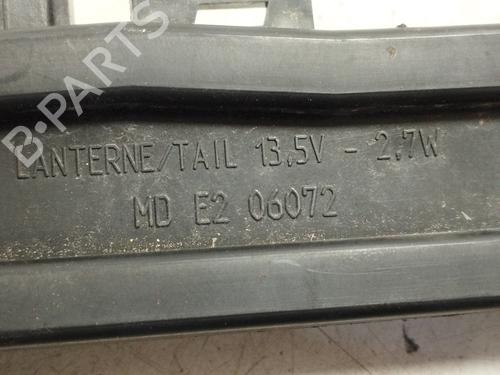 B-PARTS
LANTERNE/TAIL 13,5V - 2,7W
MD E2 06072